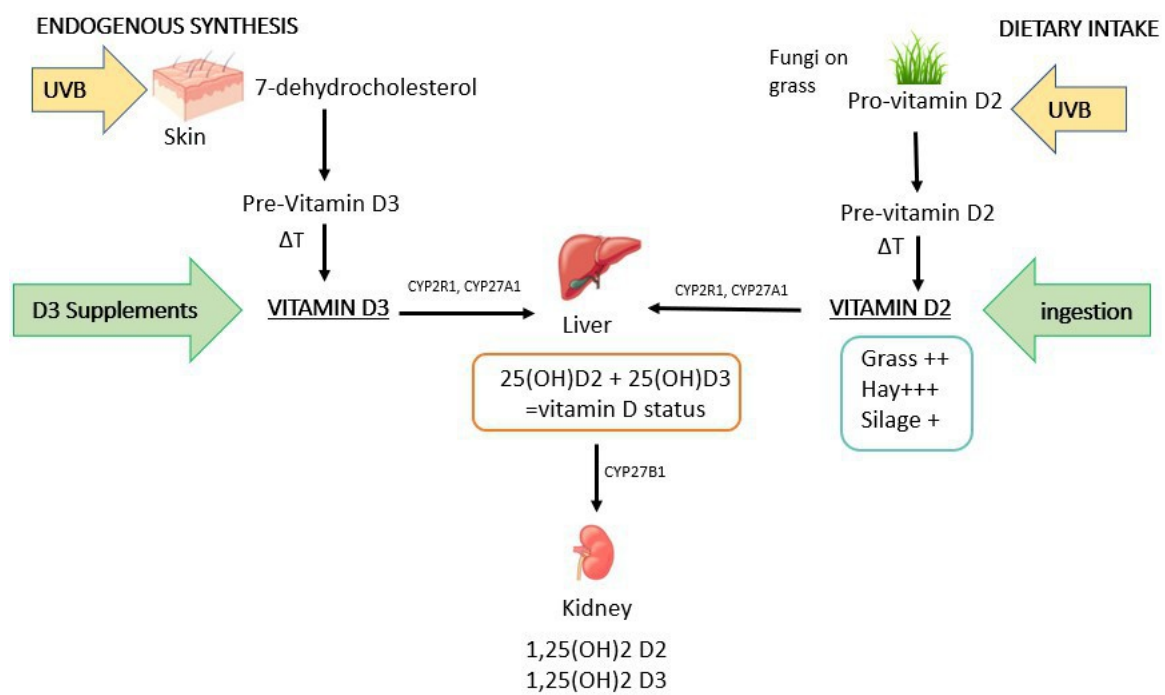 ENDOGENOUS SYNTHESIS
DIETARY INTAKE
UVB
Skin
7-dehydrocholesterol
Fungi on
grass
Pro-vitamin D2
UVB
Pre-Vitamin D3
ΔT
Pre-vitamin D2
ΔT
D3 Supplements
VITAMIN D3
CYP2R1, CYP27A1
Liver
CYP2R1, CYP27A1
VITAMIN D2
ingestion
25(OH)D2 + 25(OH)D3
=vitamin D status
Grass ++
Hay+++
Silage +
CYP27B1
Kidney
1,25(OH)2 D2
1,25(OH)2 D3